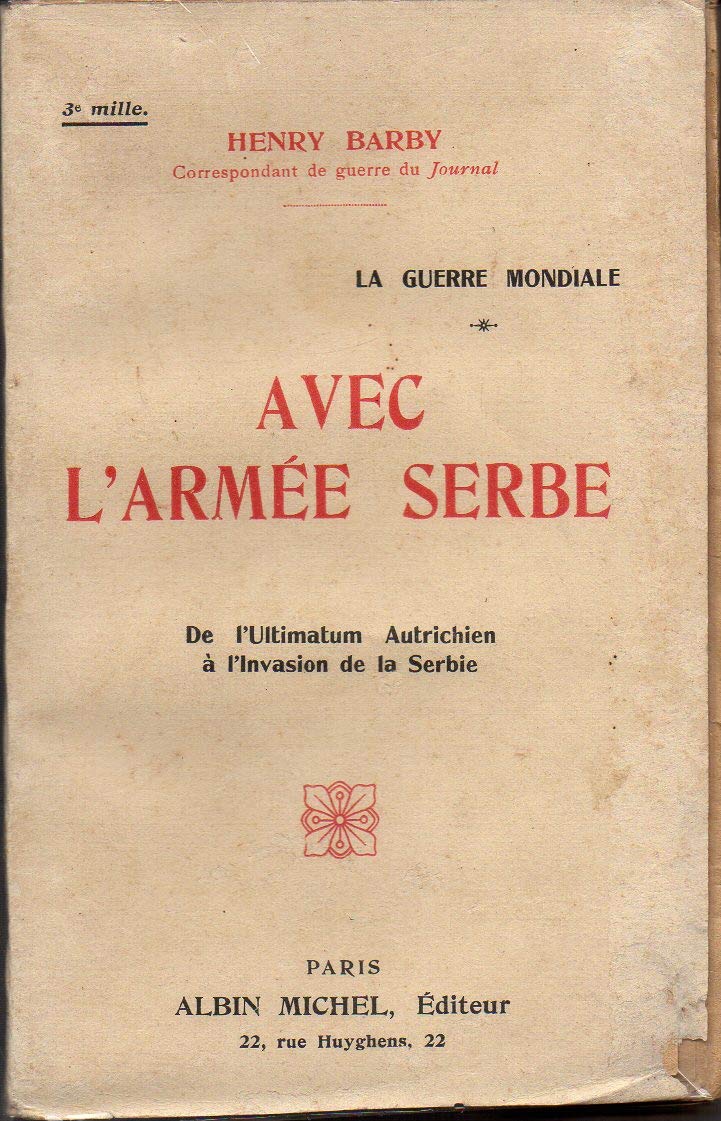 3e mille.
HENRY BARBY
Correspondant de guerre du Journal
LA GUERRE MONDIALE
AVEC
L'ARMÉE SERBE
De l'Ultimatum Autrichien
à l'Invasion de la Serbie
PARIS
ALBIN MICHEL, Éditeur
22, rue Huyghens, 22